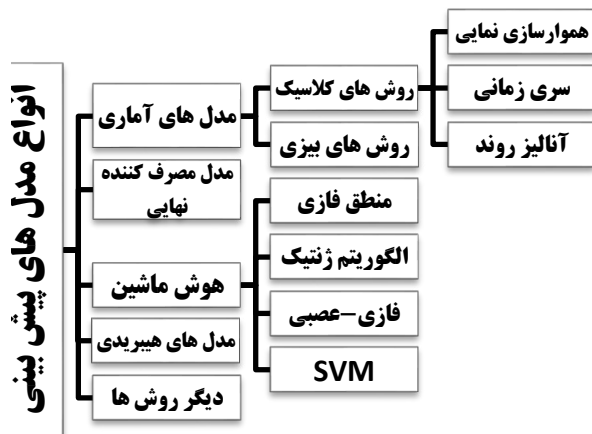 انواع مدل های پیش بینی
مدل های آماری
روش های کلاسیک
هموارسازی نمایی
سری زمانی
آنالیز روند
روش های بیزی
مدل مصرف کننده
نهایی
هوش ماشین
منطق فازی
الگوریتم ژنتیک
فازی-عصبی
SVM
مدل های هیبریدی
دیگر روش ها